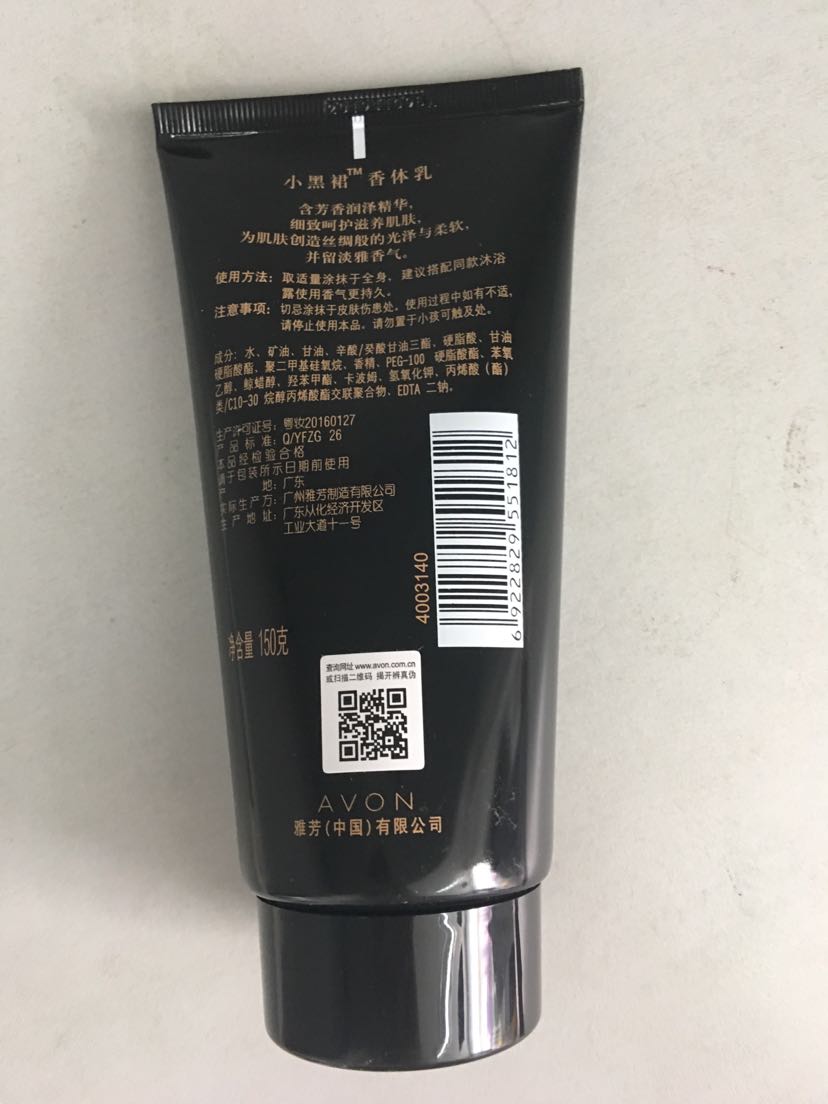 小黑裙™香体乳
含芳香润泽精华,
细致呵护滋养肌肤,
为肌肤创造丝绸般的光泽与柔软,
并留淡雅香气。
使用方法：取适量涂抹于全身、建议搭配同款沐浴
露使用香气更持久。
注意事项：切忌涂抹于皮肤伤患处, 使用过程中如有不适,
请停止使用本品。请勿置于小孩可触及处。
成分：水、矿油、甘油、辛酸/癸酸甘油三酯、硬脂酸、甘油
硬脂酸酯、聚二甲基硅氧烷、香精、PEG-100 硬脂酸酯、苯氧
乙醇、鲸蜡醇、羟苯甲酯、卡波姆、氢氧化钾、丙烯酸（酯）
类/C10-30 烷醇丙烯酸酯交联聚合物、EDTA 二钠。
生产许可证号：粤妆20160127
产品标准：Q/YFZG 26
本品经检验合格
请于包装所示日期前使用
产地：广东
实际生产方：广州雅芳制造有限公司
生产地址：广东从化经济开发区
工业大道十一号
4003140
6 922829 551812
净含量 150克
查询网址www.avon.com.cn
或扫描二维码 揭开辨真伪
AVON
雅芳(中国)有限公司